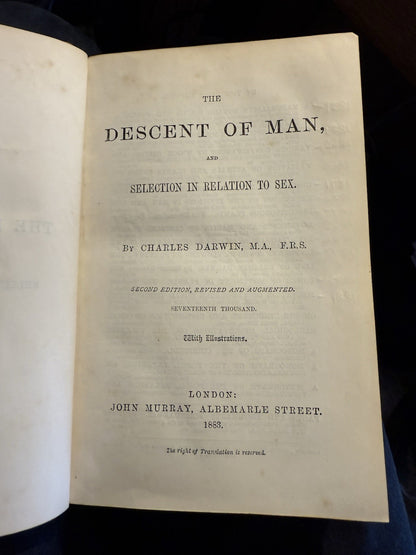 THE
DESCENT OF MAN,
AND
SELECTION IN RELATION TO SEX.
BY CHARLES DARWIN, M.A., F.R.S.
SECOND EDITION, REVISED AND AUGMENTED.
SEVENTEENTH THOUSAND.
With Illustrations.
LONDON:
JOHN MURRAY, ALBEMARLE STREET.
1883.
The right of Translation is reserved.